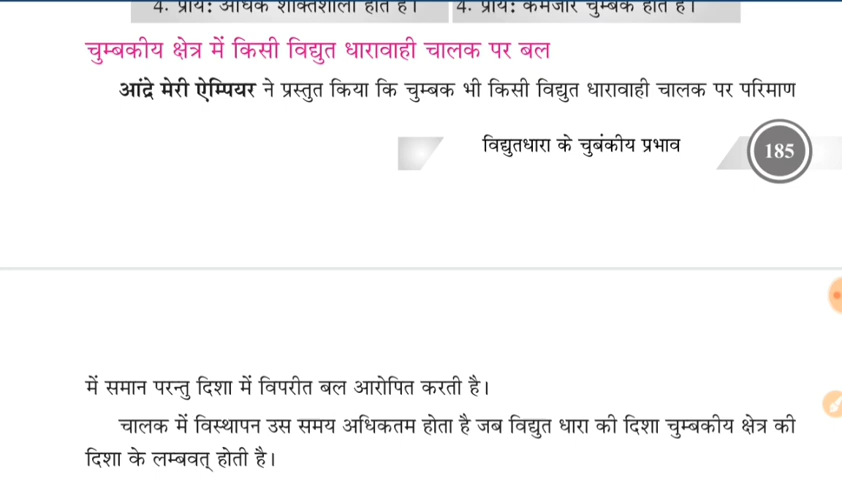 4. प्रायः अधिक शक्तिशाली होते हैं।
4. प्रायः कमजोर चुम्बक होते हैं।
चुम्बकीय क्षेत्र में किसी विद्युत धारावाही चालक पर बल
आंद्रे मेरी ऐम्पियर ने प्रस्तुत किया कि चुम्बक भी किसी विद्युत धारावाही चालक पर परिमाण
विद्युतधारा के चुबंकीय प्रभाव
185
में समान परन्तु दिशा में विपरीत बल आरोपित करती है।
चालक में विस्थापन उस समय अधिकतम होता है जब विद्युत धारा की दिशा चुम्बकीय क्षेत्र की
दिशा के लम्बवत् होती है।